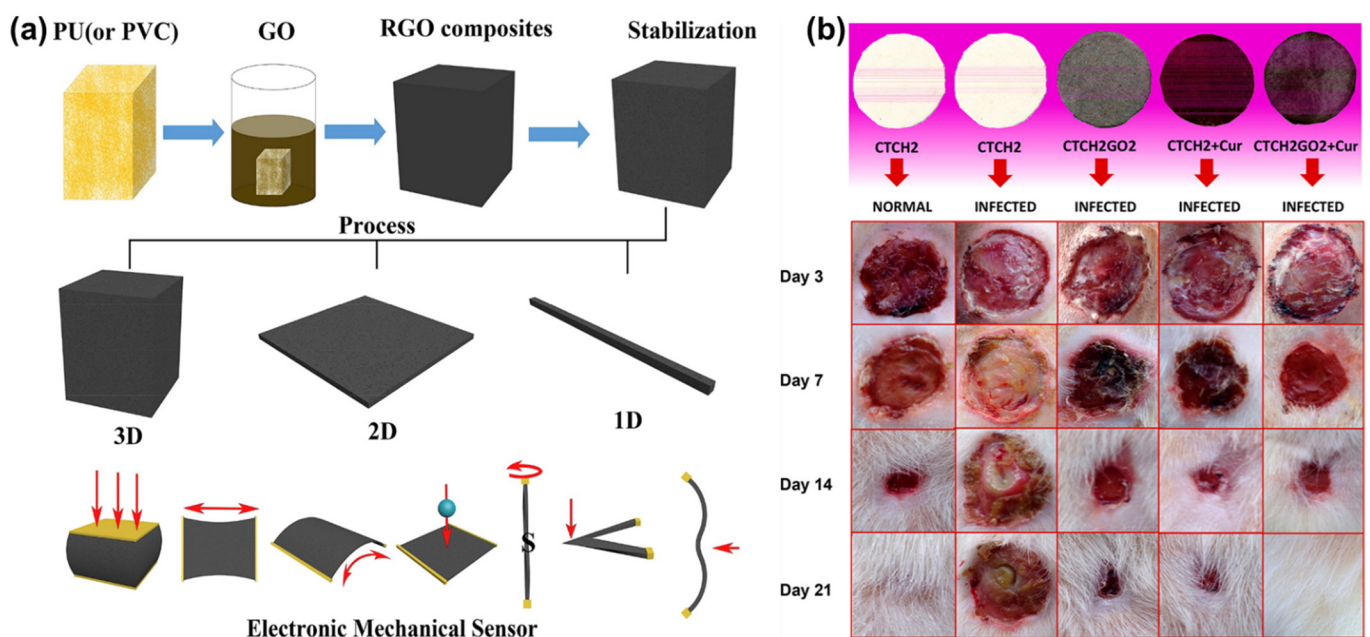 (a)
PU(or PVC) GO RGO composites Stabilization
Process
3D 2D 1D
S
Electronic Mechanical Sensor
(b)
CTCH2 CTCH2 CTCH2GO2 CTCH2+Cur CTCH2GO2+Cur
NORMAL INFECTED INFECTED INFECTED INFECTED
Day 3
Day 7
Day 14
Day 21